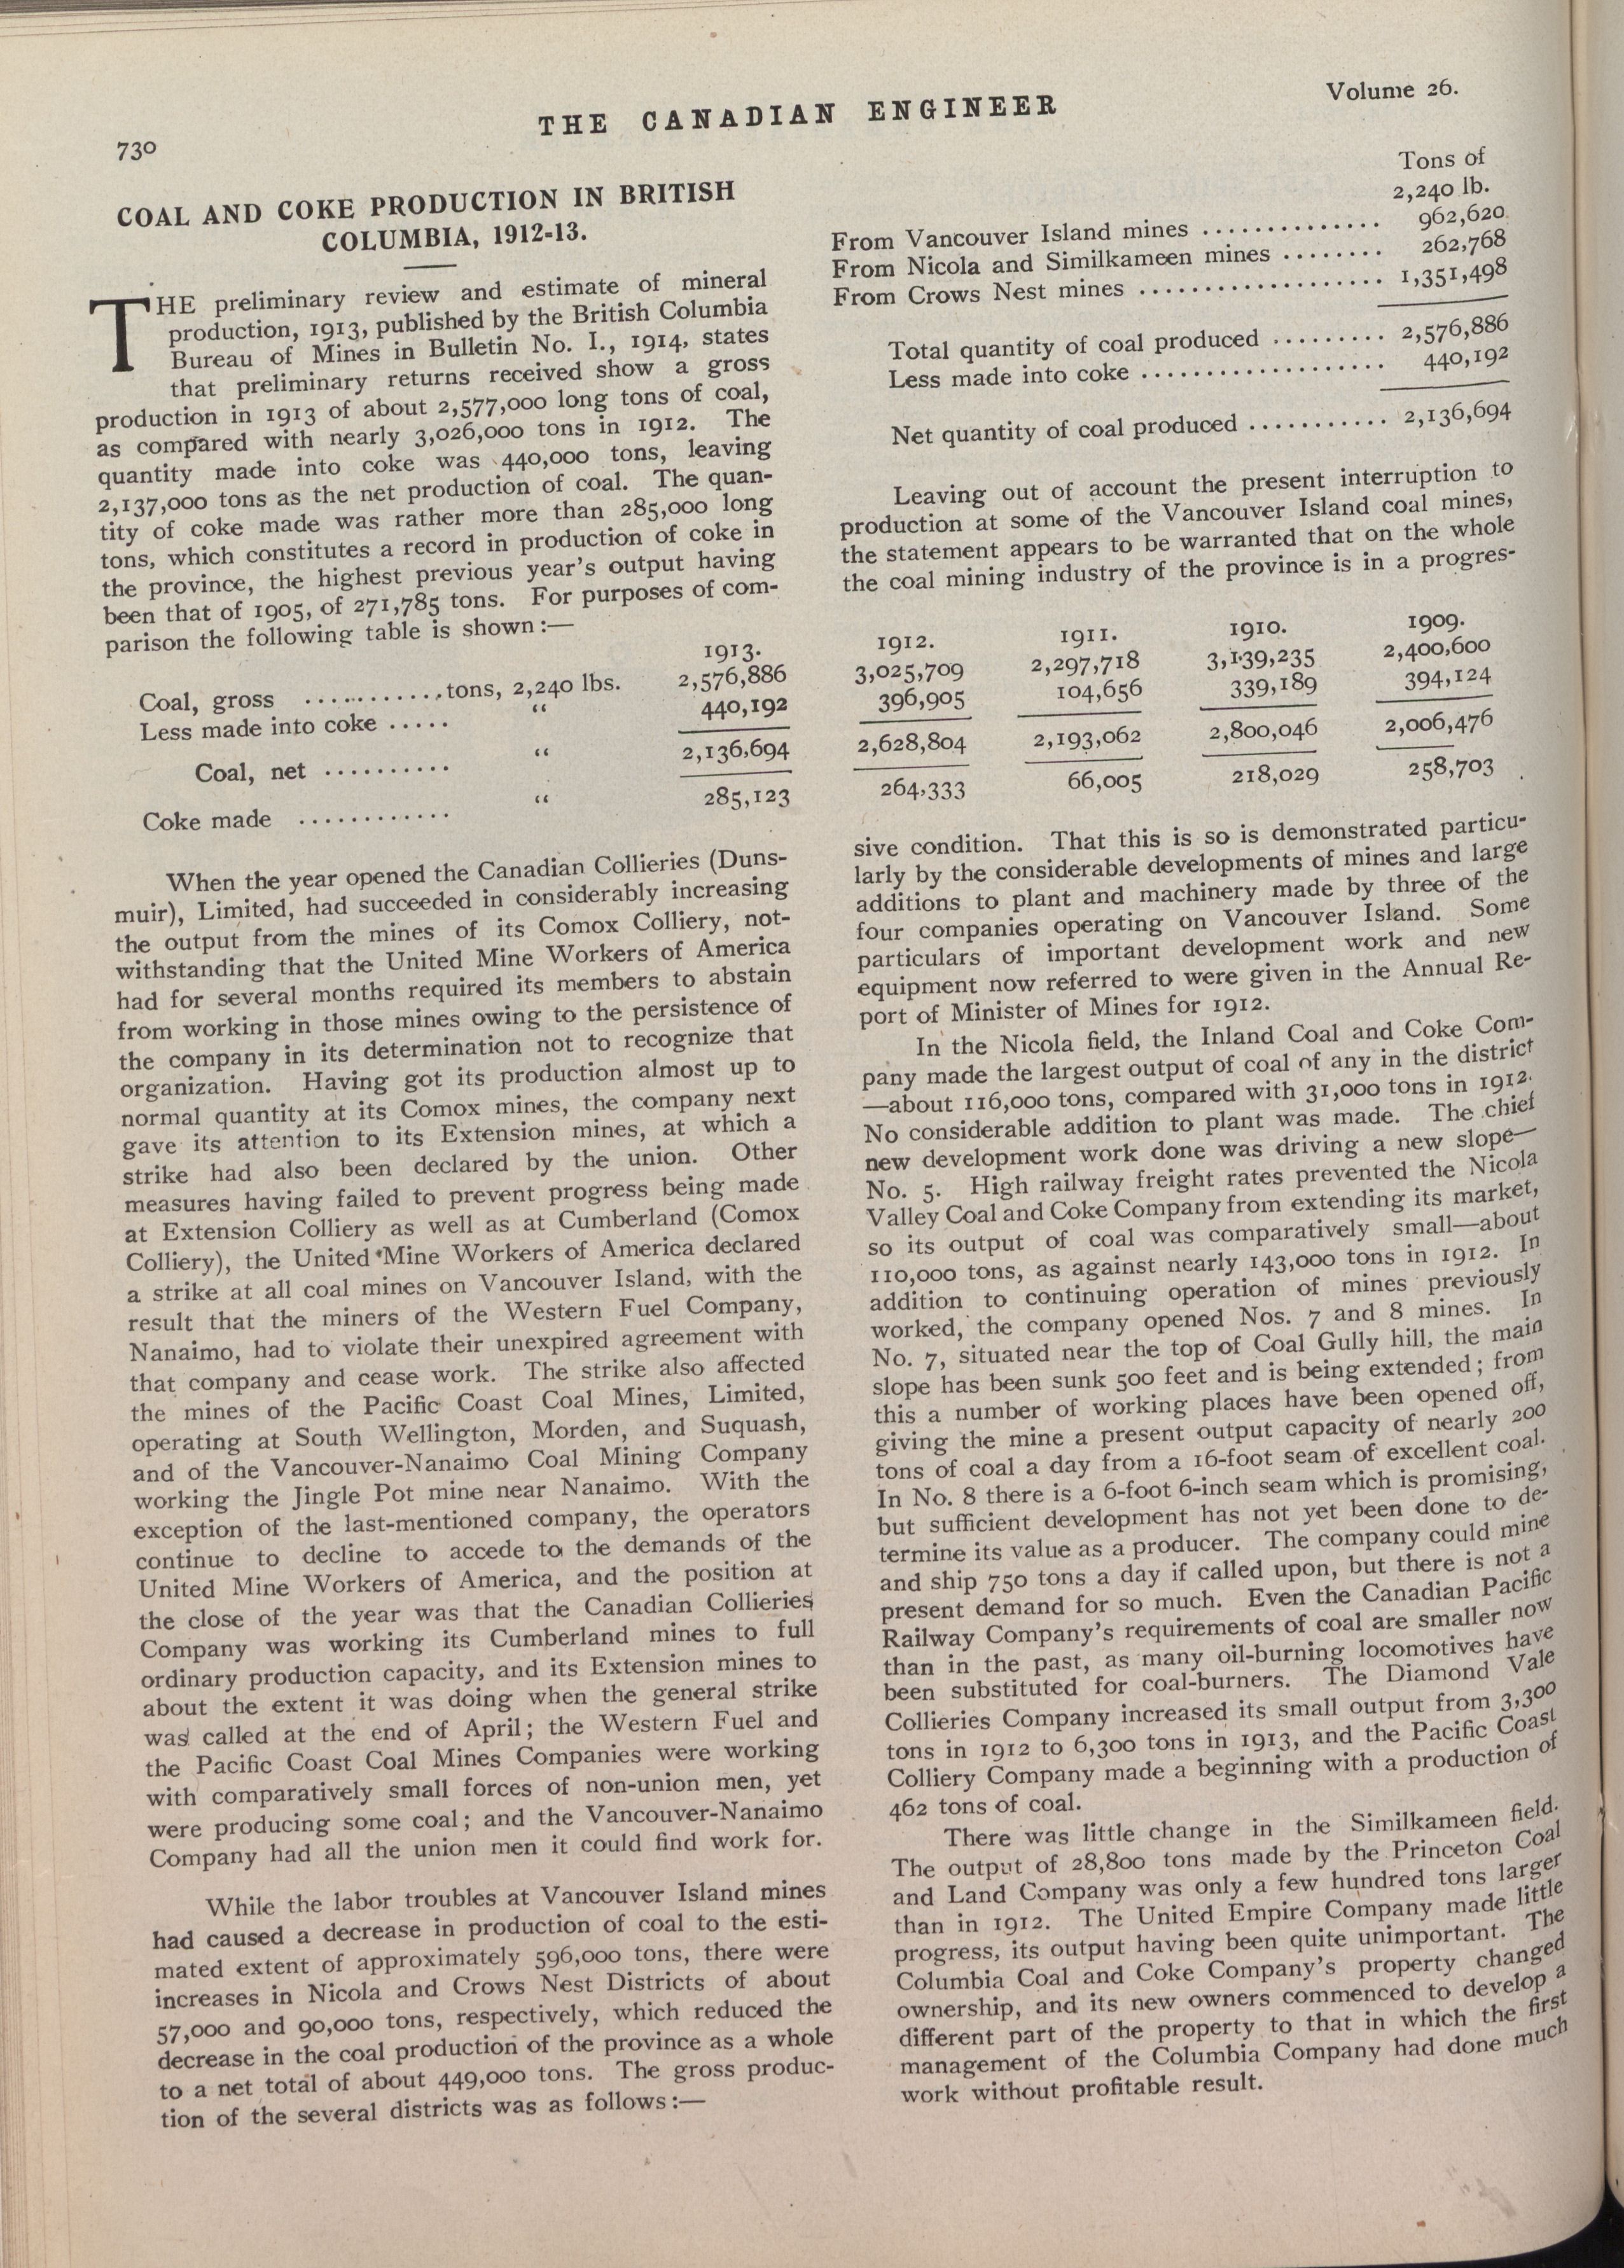 730
THE CANADIAN ENGINEER
Volume 26.
COAL AND COKE PRODUCTION IN BRITISH
COLUMBIA, 1912-13.
THE preliminary review and estimate of mineral
production, 1913, published by the British Columbia
Bureau of Mines in Bulletin No. I., 1914, states
that preliminary returns received show a gross
production in 1913 of about 2,577,000 long tons of coal,
as compared with nearly 3,026,000 tons in 1912. The
quantity made into coke was 440,000 tons, leaving
2,137,000 tons as the net production of coal. The quan-
tity of coke made was rather more than 285,000 long
tons, which constitutes a record in production of coke in
the province, the highest previous year's output having
been that of 1905, of 271,785 tons. For purposes of com-
parison the following table is shown:—
Tons of
2,240 lb.
From Vancouver Island mines .............. 962,620
From Nicola and Similkameen mines ........ 262,768
From Crows Nest mines ................... 1,351,498
Total quantity of coal produced ......... 2,576,886
Less made into coke ................... 440,192
Net quantity of coal produced ........... 2,136,694
Leaving out of account the present interruption to
production at some of the Vancouver Island coal mines,
the statement appears to be warranted that on the whole
the coal mining industry of the province is in a progres-
1913. 1912. 1911. 1910. 1909.
Coal, gross ...........tons, 2,240 lbs. 2,576,886 3,025,709 2,297,718 3,139,235 2,400,600
Less made into coke ..... " 440,192 396,905 104,656 339,189 394,124
Coal, net .......... " 2,136,694 2,628,804 2,193,062 2,800,046 2,006,476
Coke made ............ " 285,123 264,333 66,005 218,029 258,703
When the year opened the Canadian Collieries (Duns-
muir), Limited, had succeeded in considerably increasing
the output from the mines of its Comox Colliery, not-
withstanding that the United Mine Workers of America
had for several months required its members to abstain
from working in those mines owing to the persistence of
the company in its determination not to recognize that
organization. Having got its production almost up to
normal quantity at its Comox mines, the company next
gave its attention to its Extension mines, at which a
strike had also been declared by the union. Other
measures having failed to prevent progress being made
at Extension Colliery as well as at Cumberland (Comox
Colliery), the United Mine Workers of America declared
a strike at all coal mines on Vancouver Island, with the
result that the miners of the Western Fuel Company,
Nanaimo, had to violate their unexpired agreement with
that company and cease work. The strike also affected
the mines of the Pacific Coast Coal Mines, Limited,
operating at South Wellington, Morden, and Suquash,
and of the Vancouver-Nanaimo Coal Mining Company
working the Jingle Pot mine near Nanaimo. With the
exception of the last-mentioned company, the operators
continue to decline to accede to the demands of the
United Mine Workers of America, and the position at
the close of the year was that the Canadian Collieries
Company was working its Cumberland mines to full
ordinary production capacity, and its Extension mines to
about the extent it was doing when the general strike
was called at the end of April; the Western Fuel and
the Pacific Coast Coal Mines Companies were working
with comparatively small forces of non-union men, yet
were producing some coal; and the Vancouver-Nanaimo
Company had all the union men it could find work for.
While the labor troubles at Vancouver Island mines
had caused a decrease in production of coal to the esti-
mated extent of approximately 596,000 tons, there were
increases in Nicola and Crows Nest Districts of about
57,000 and 90,000 tons, respectively, which reduced the
decrease in the coal production of the province as a whole
to a net total of about 449,000 tons. The gross produc-
tion of the several districts was as follows:—
sive condition. That this is so is demonstrated particu-
larly by the considerable developments of mines and large
additions to plant and machinery made by three of the
four companies operating on Vancouver Island. Some
particulars of important development work and new
equipment now referred to were given in the Annual Re-
port of Minister of Mines for 1912.
In the Nicola field, the Inland Coal and Coke Com-
pany made the largest output of coal of any in the district
—about 116,000 tons, compared with 31,000 tons in 1912.
No considerable addition to plant was made. The chief
new development work done was driving a new slope—
No. 5. High railway freight rates prevented the Nicola
Valley Coal and Coke Company from extending its market,
so its output of coal was comparatively small—about
110,000 tons, as against nearly 143,000 tons in 1912. In
addition to continuing operation of mines previously
worked, the company opened Nos. 7 and 8 mines. In
No. 7, situated near the top of Coal Gully hill, the main
slope has been sunk 500 feet and is being extended; from
this a number of working places have been opened off,
giving the mine a present output capacity of nearly 200
tons of coal a day from a 16-foot seam of excellent coal.
In No. 8 there is a 6-foot 6-inch seam which is promising,
but sufficient development has not yet been done to de-
termine its value as a producer. The company could mine
and ship 750 tons a day if called upon, but there is not a
present demand for so much. Even the Canadian Pacific
Railway Company's requirements of coal are smaller now
than in the past, as many oil-burning locomotives have
been substituted for coal-burners. The Diamond Vale
Collieries Company increased its small output from 3,300
tons in 1912 to 6,300 tons in 1913, and the Pacific Coast
Colliery Company made a beginning with a production of
462 tons of coal.
There was little change in the Similkameen field.
The output of 28,800 tons made by the Princeton Coal
and Land Company was only a few hundred tons larger
than in 1912. The United Empire Company made little
progress, its output having been quite unimportant. The
Columbia Coal and Coke Company's property changed
ownership, and its new owners commenced to develop a
different part of the property to that in which the first
management of the Columbia Company had done much
work without profitable result.